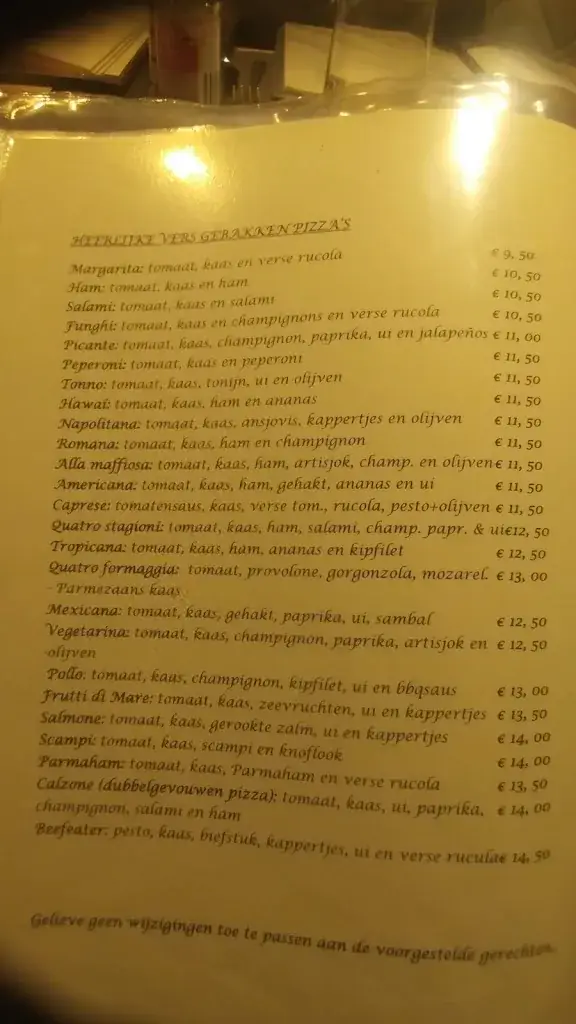 HEERLIJKE VERS GEBAKKEN PIZZA'S
Margarita: tomaat, kaas en verse rucola € 9, 50
Ham: tomaat, kaas en ham € 10, 50
Salami: tomaat, kaas en salami € 10, 50
Funghi: tomaat, kaas en champignons en verse rucola € 10, 50
Picante: tomaat, kaas, champignon, paprika, ui en jalapeños € 11, 00
Peperoni: tomaat, kaas en peperoni € 11, 50
Tonno: tomaat, kaas, tonijn, ui en olijven € 11, 50
Hawaï: tomaat, kaas, ham en ananas € 11, 50
Napolitana: tomaat, kaas, ansjovis, kappertjes en olijven € 11, 50
Romana: tomaat, kaas, ham en champignon € 11, 50
Alla maffiosa: tomaat, kaas, ham, artisjok, champ. en olijven€ 11, 50
Americana: tomaat, kaas, ham, gehakt, ananas en ui € 11, 50
Caprese: tomatensaus, kaas, verse tom., rucola, pesto+olijven € 11, 50
Quatro stagioni: tomaat, kaas, ham, salami, champ. papr. & ui€12, 50
Tropicana: tomaat, kaas, ham, ananas en kipfilet € 12, 50
Quatro formaggia: tomaat, provolone, gorgonzola, mozarel. € 13, 00
- Parmezaans kaas
Mexicana: tomaat, kaas, gehakt, paprika, ui, sambal € 12, 50
Vegetarina: tomaat, kaas, champignon, paprika, artisjok en € 12, 50
olijven
Pollo: tomaat, kaas, champignon, kipfilet, ui en bbqsaus € 13, 00
Frutti di Mare: tomaat, kaas, zeevruchten, ui en kappertjes € 13, 50
Salmone: tomaat, kaas, gerookte zalm, ui en kappertjes € 14, 00
Scampi: tomaat, kaas, scampi en knoflook € 14, 00
Parmaham: tomaat, kaas, Parmaham en verse rucola € 13, 50
Calzone (dubbelgevouwen pizza): tomaat, kaas, ui, paprika, € 14, 00
champignon, salami en ham
Beefeater: pesto, kaas, biefstuk, kappertjes, ui en verse rucula€ 14, 50
Gelieve geen wijzigingen toe te passen aan de voorgestelde gerechten.